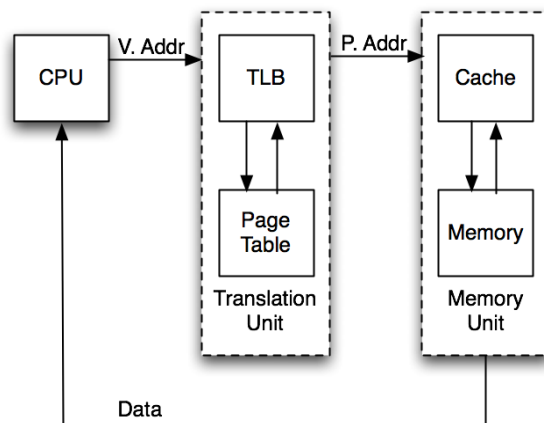 V. Addr
P. Addr
CPU
TLB
Cache
Page
Table
Memory
Translation
Unit
Memory
Unit
Data